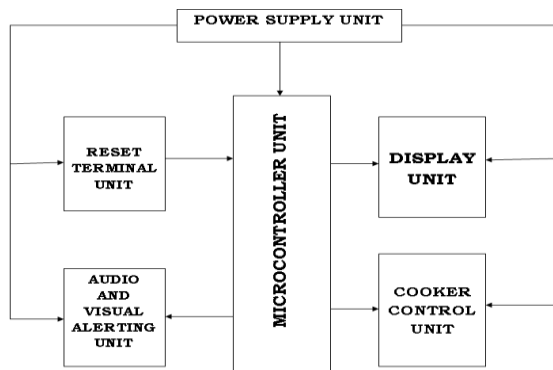 POWER SUPPLY UNIT
MICROCONTROLLER UNIT
RESET
TERMINAL
UNIT
DISPLAY
UNIT
AUDIO
AND
VISUAL
ALERTING
UNIT
COOKER
CONTROL
UNIT